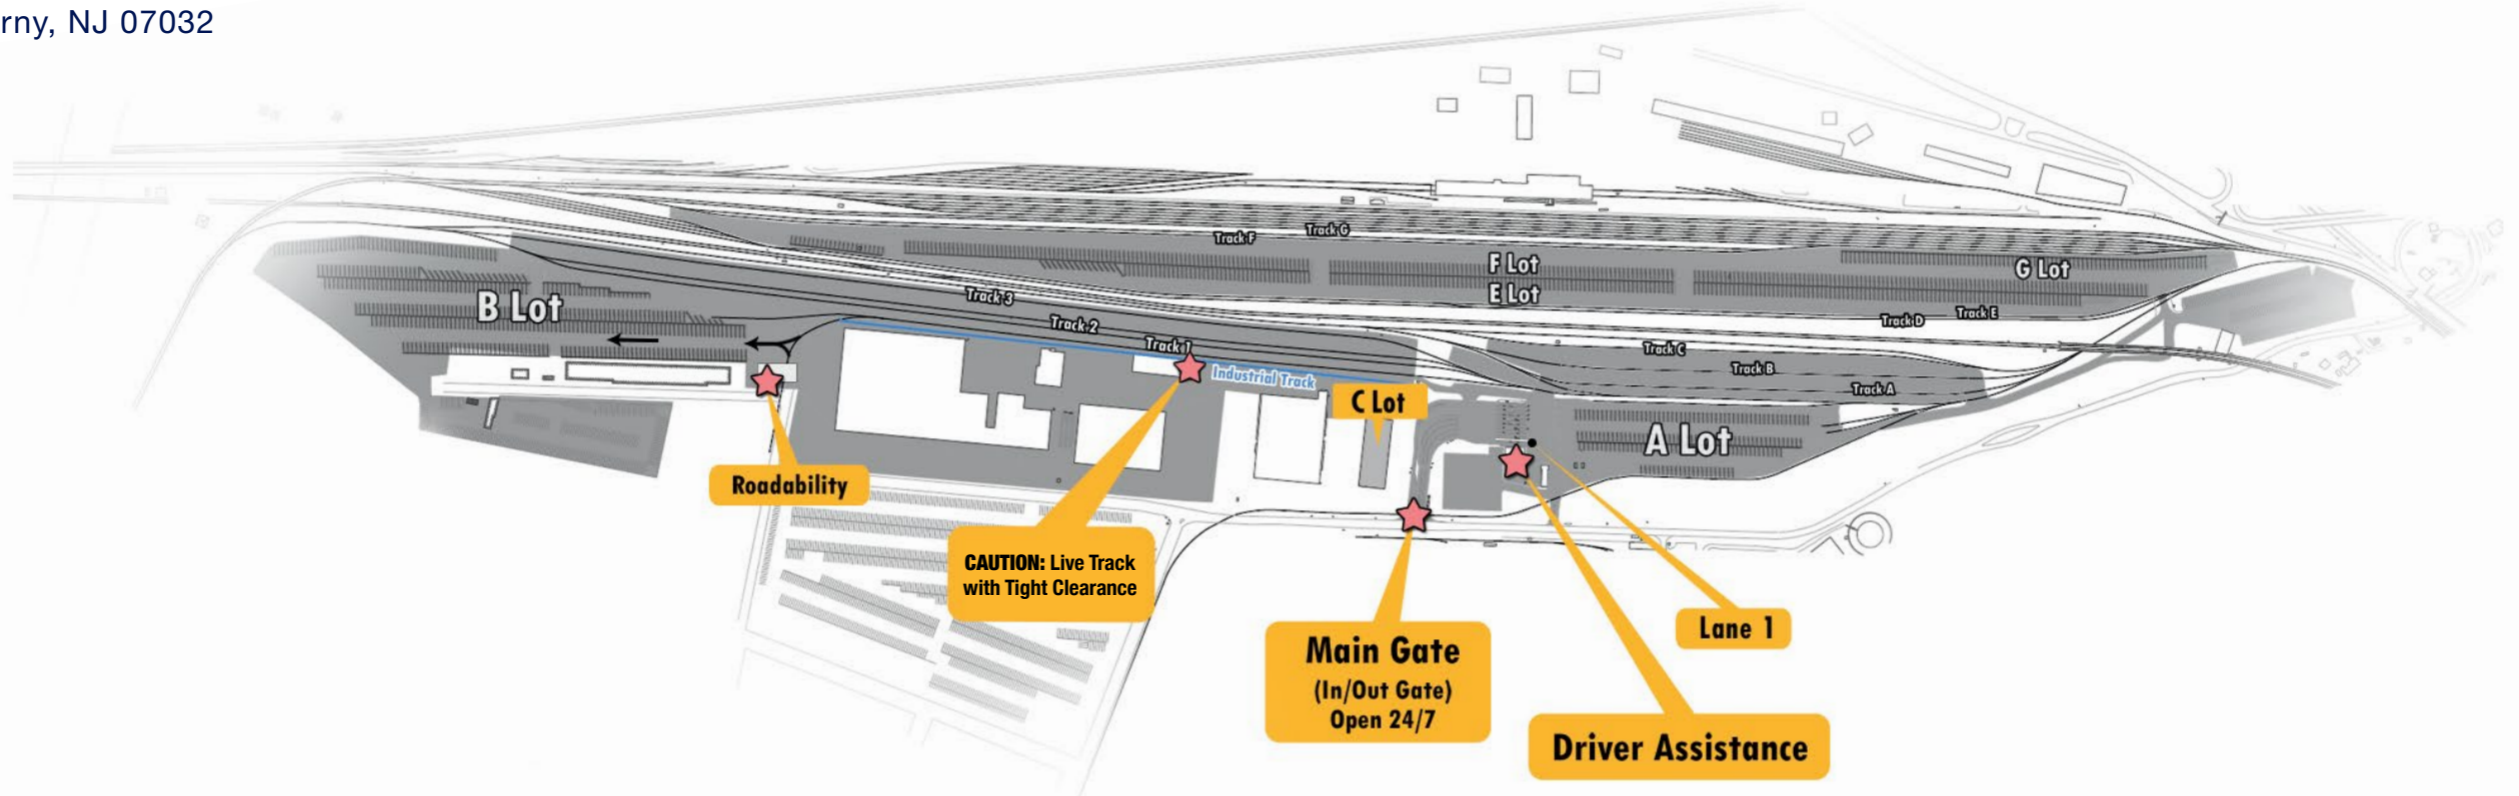 rny, NJ 07032
Track F
Track G
F Lot
E Lot
G Lot
Track 3
B Lot
Track 2
Track 1
Track D
Track E
Track C
Track B
Track A
Industrial Track
C Lot
A Lot
Roadability
CAUTION: Live Track
with Tight Clearance
Lane 1
Main Gate
(In/Out Gate)
Open 24/7
Driver Assistance